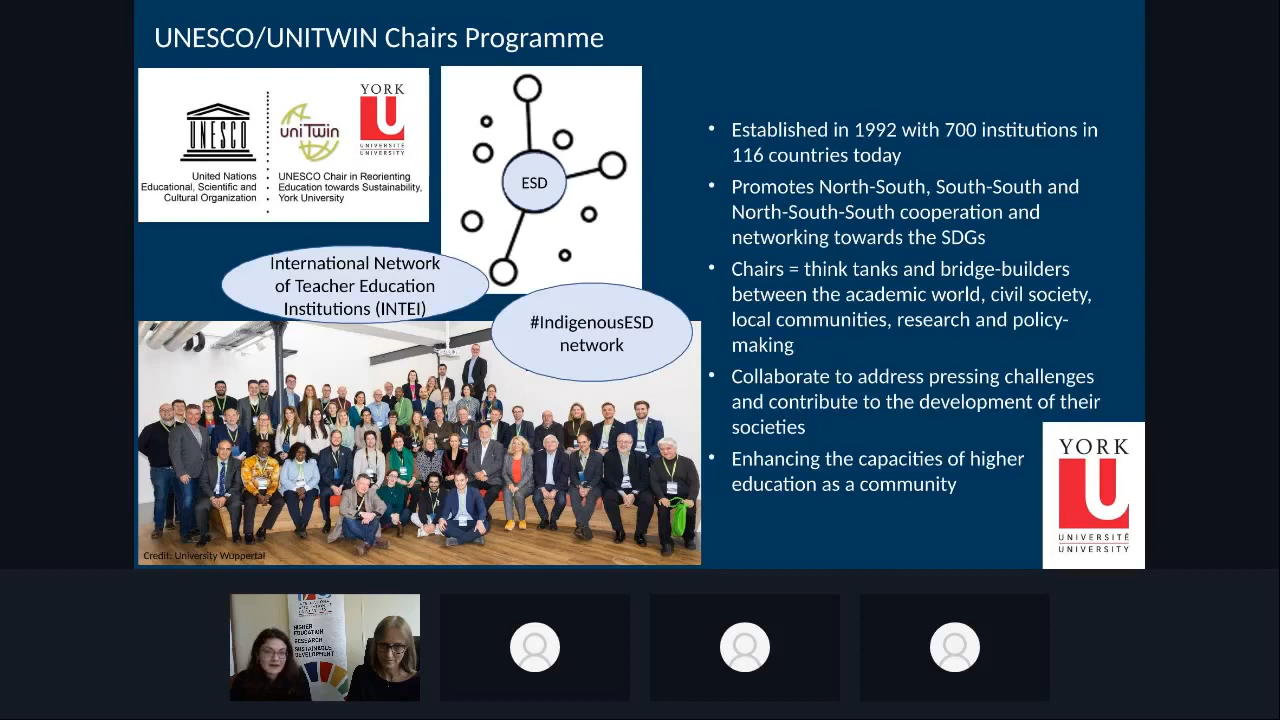 UNESCO/UNITWIN Chairs Programme
UNESCO
United Nations
Educational, Scientific and
Cultural Organization
uniTwin
YORK
U
UNIVERSITÉ
UNIVERSITY
UNESCO Chair in Reorienting
Education towards Sustainability,
York University
ESD
International Network
of Teacher Education
Institutions (INTEI)
#IndigenousESD
network
Credit: University Wuppertal
• Established in 1992 with 700 institutions in
116 countries today
• Promotes North-South, South-South and
North-South-South cooperation and
networking towards the SDGs
• Chairs = think tanks and bridge-builders
between the academic world, civil society,
local communities, research and policy-
making
• Collaborate to address pressing challenges
and contribute to the development of their
societies
• Enhancing the capacities of higher
education as a community
YORK
U
UNIVERSITÉ
UNIVERSITY
HIGHER
EDUCATION
RESEARCH
SUSTAINABLE
DEVELOPMENT